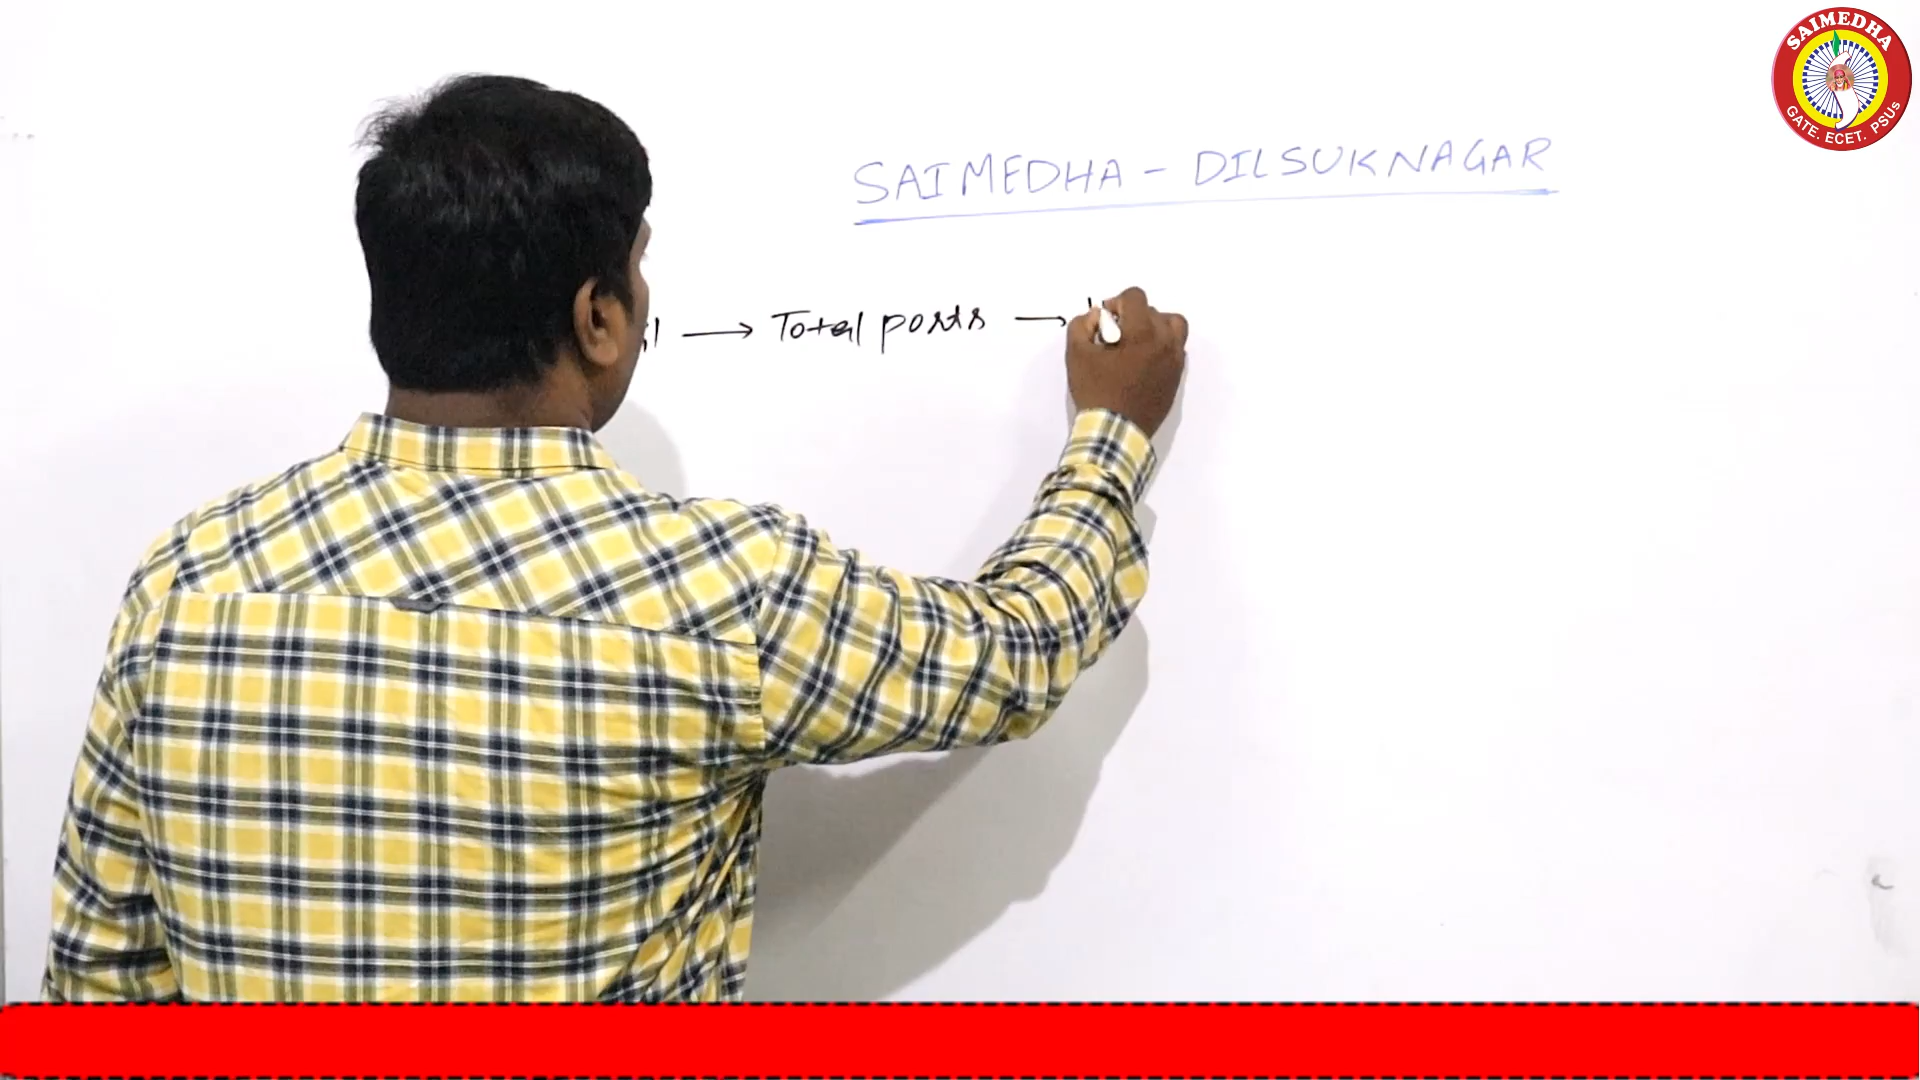 SAIMEDHA
GATE. ECET. PSUs
SAIMEDHA - DILSUKNAGAR
→ Total posts →